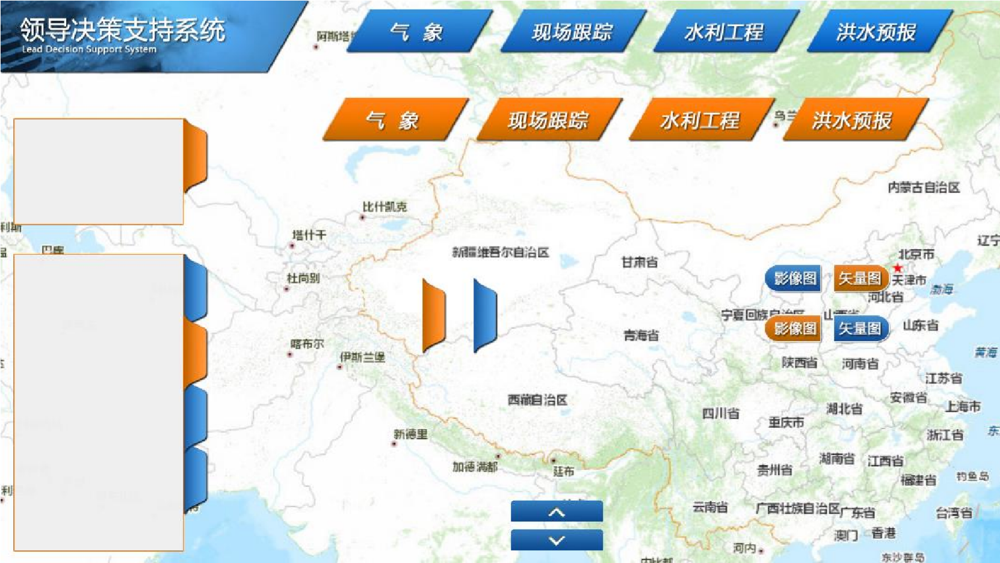 领导决策支持系统
Lead Decision Support System
气 象
现场跟踪
水利工程
洪水预报
阿斯塔
气 象
现场跟踪
水利工程
洪水预报
乌兰
内蒙古自治区
比什凯克
利斯
塔什干
辽宁
巴库
新疆维吾尔自治区
甘肃省
北京市
杜尚别
影像图
矢量图
天津市
渤海
河北省
宁夏回族自治区
山西省
山东省
影像图
矢量图
青海省
喀布尔
伊斯兰堡
黄海
陕西省
河南省
江苏省
西藏自治区
安徽省
上海市
四川省
湖北省
重庆市
新德里
浙江省
东
湖南省
江西省
加德满都
廷布
贵州省
福建省
钓鱼岛
利
云南省
广西壮族自治区
广东省
台湾省
澳门
香港
河内
东沙群岛